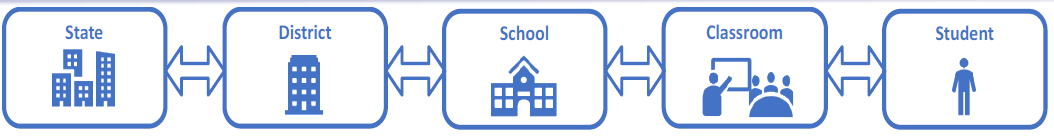 State
District
School
Classroom
Student